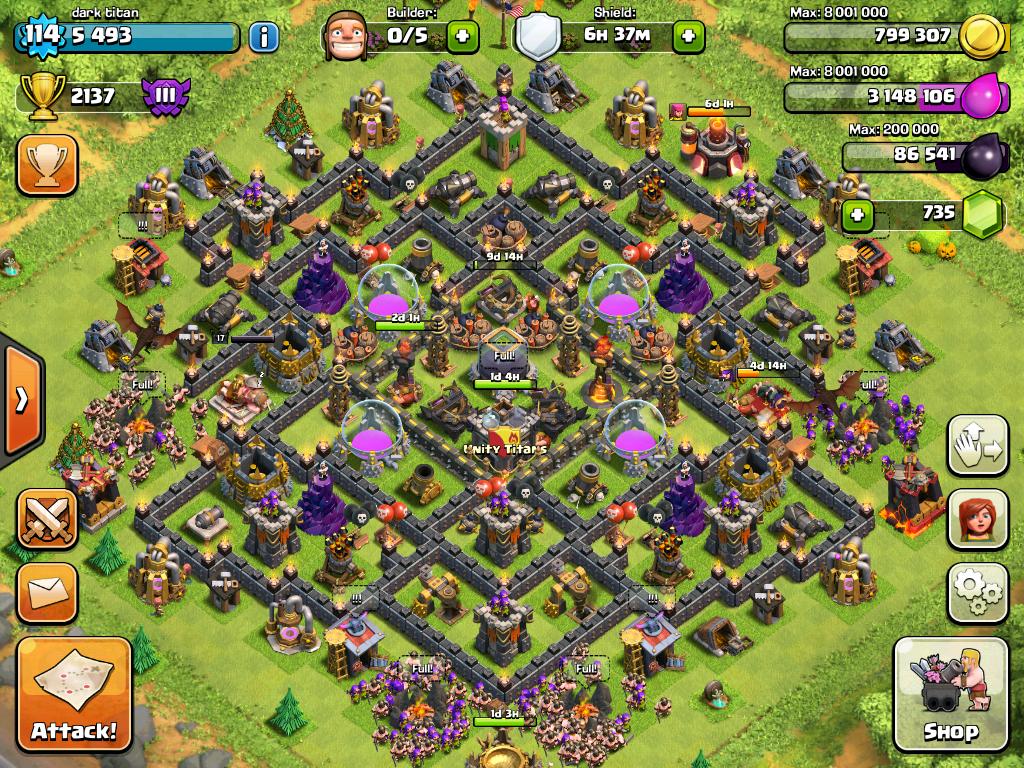 dark titan
114 5 493
Builder:
0/5
Shield:
6h 37m
Max: 8 001 000
799 307
2137
III
Max: 8 001 000
3 148 106
Max: 200 000
86 541
735
6d 1h
!!!
9d 14h
2d 1h
17
Full!
1d 4h
4d 14h
Full!
Full!
Unity Titans
!!!
!!!
Full!
Full!
1d 3h
Attack!
Shop